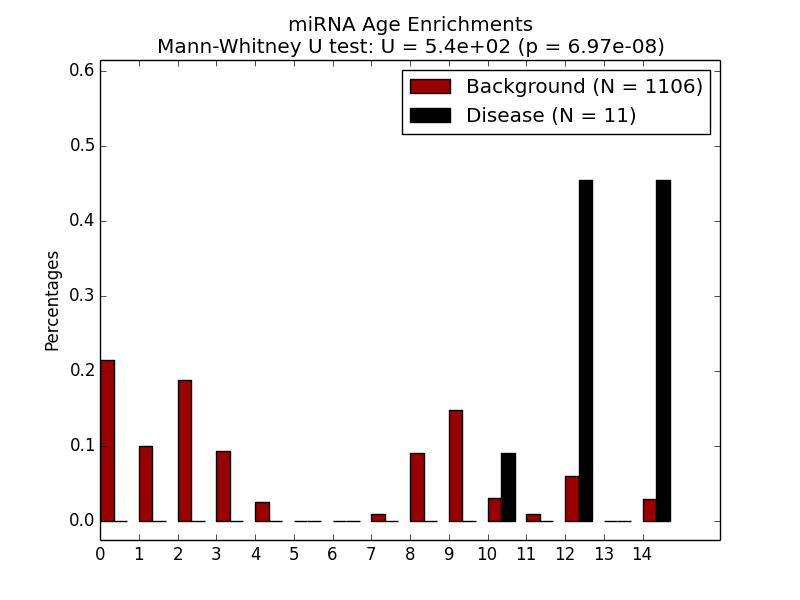 miRNA Age Enrichments
Mann-Whitney U test: U = 5.4e+02 (p = 6.97e-08)
Background (N = 1106)
Disease (N = 11)
Percentages
0.6
0.5
0.4
0.3
0.2
0.1
0.0
0 1 2 3 4 5 6 7 8 9 10 11 12 13 14